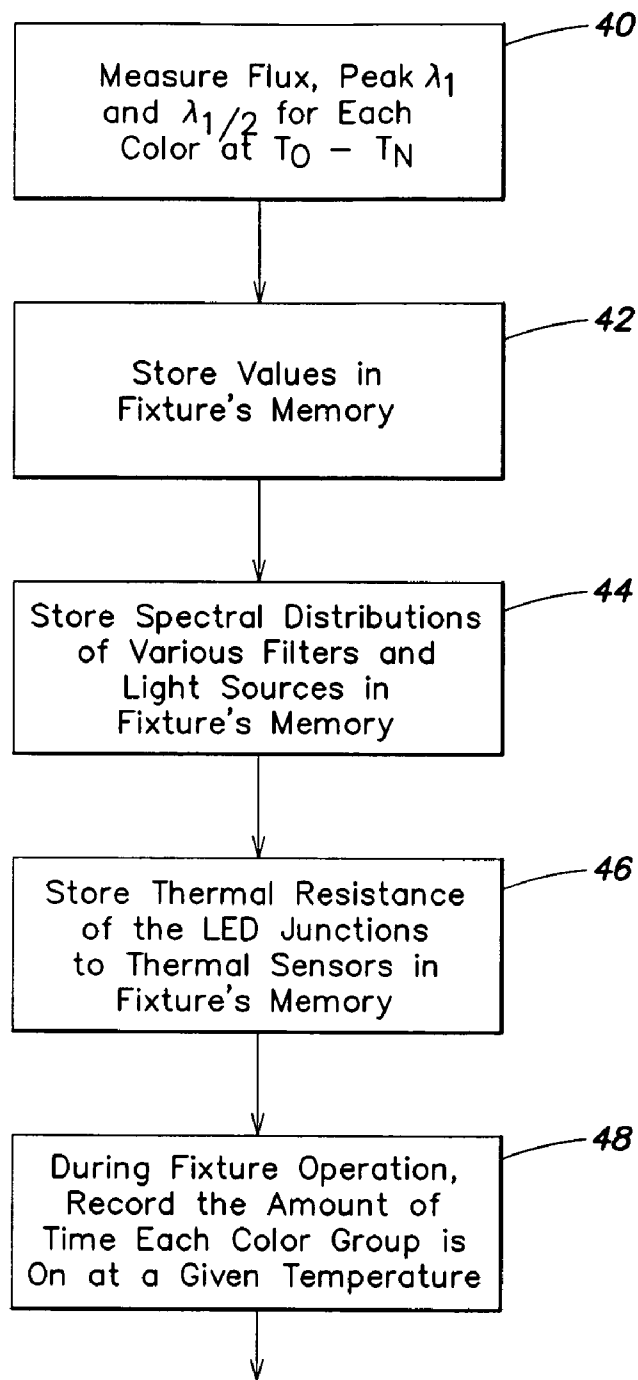 40
Measure Flux, Peak λ1
and λ1/2 for Each
Color at TO – TN
42
Store Values in
Fixture's Memory
44
Store Spectral Distributions
of Various Filters and
Light Sources in
Fixture's Memory
46
Store Thermal Resistance
of the LED Junctions
to Thermal Sensors in
Fixture's Memory
48
During Fixture Operation,
Record the Amount of
Time Each Color Group is
On at a Given Temperature